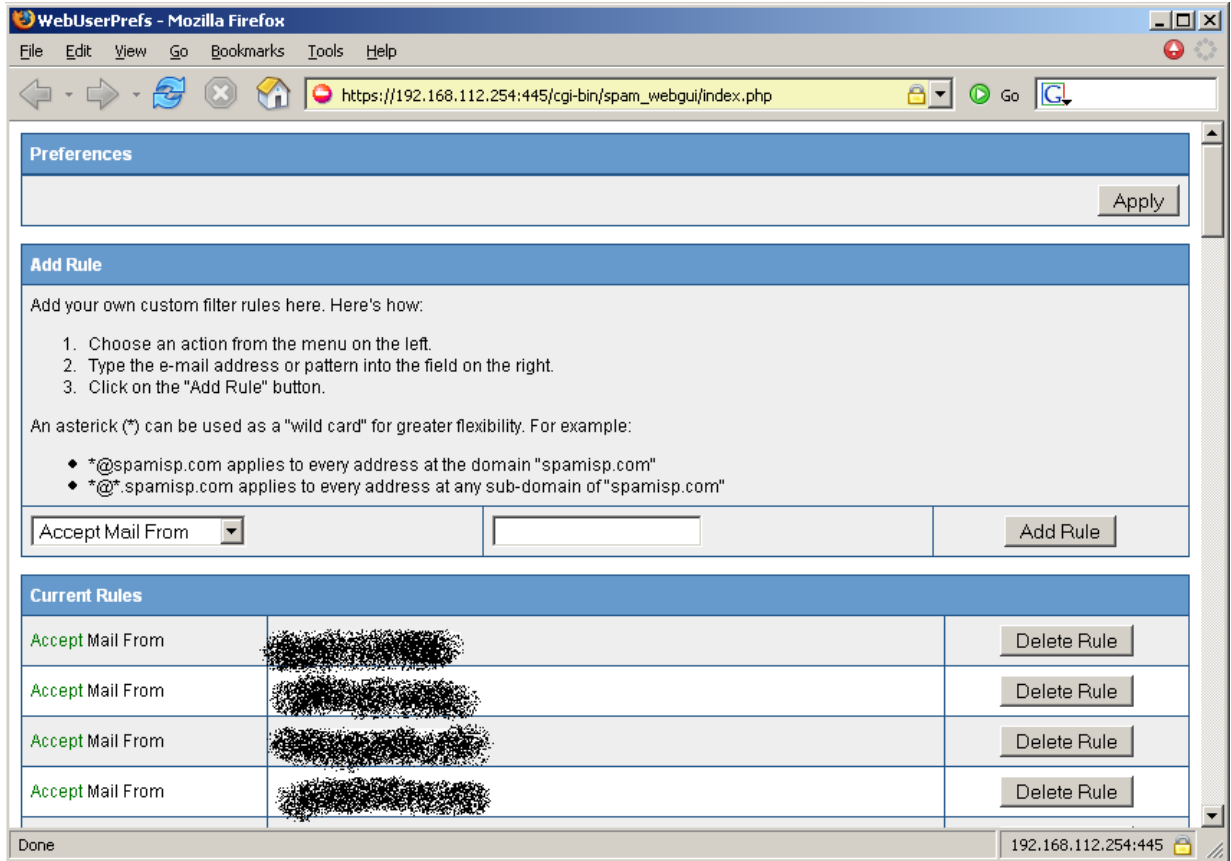 WebUserPrefs - Mozilla Firefox
File Edit View Go Bookmarks Tools Help
https://192.168.112.254:445/cgi-bin/spam_webgui/index.php Go G
Preferences
Apply
Add Rule
Add your own custom filter rules here. Here's how:
1. Choose an action from the menu on the left.
2. Type the e-mail address or pattern into the field on the right.
3. Click on the "Add Rule" button.
An asterick (*) can be used as a "wild card" for greater flexibility. For example:
• *@spamisp.com applies to every address at the domain "spamisp.com"
• *@*.spamisp.com applies to every address at any sub-domain of "spamisp.com"
Accept Mail From Add Rule
Current Rules
Accept Mail From Delete Rule
Accept Mail From Delete Rule
Accept Mail From Delete Rule
Accept Mail From Delete Rule
Done 192.168.112.254:445